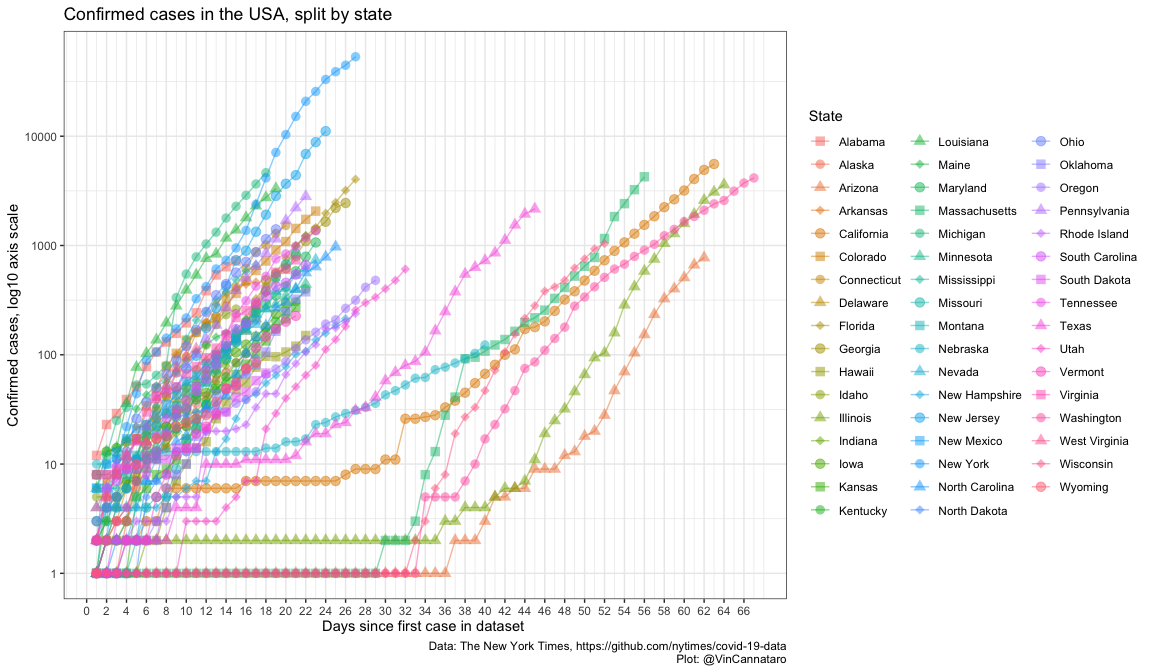 Confirmed cases in the USA, split by state
Confirmed cases, log10 axis scale
10000
1000
100
10
1
0 2 4 6 8 10 12 14 16 18 20 22 24 26 28 30 32 34 36 38 40 42 44 46 48 50 52 54 56 58 60 62 64 66
Days since first case in dataset
State
Alabama
Alaska
Arizona
Arkansas
California
Colorado
Connecticut
Delaware
Florida
Georgia
Hawaii
Idaho
Illinois
Indiana
Iowa
Kansas
Kentucky
Louisiana
Maine
Maryland
Massachusetts
Michigan
Minnesota
Mississippi
Missouri
Montana
Nebraska
Nevada
New Hampshire
New Jersey
New Mexico
New York
North Carolina
North Dakota
Ohio
Oklahoma
Oregon
Pennsylvania
Rhode Island
South Carolina
South Dakota
Tennessee
Texas
Utah
Vermont
Virginia
Washington
West Virginia
Wisconsin
Wyoming
Data: The New York Times, https://github.com/nytimes/covid-19-data
Plot: @VinCannataro